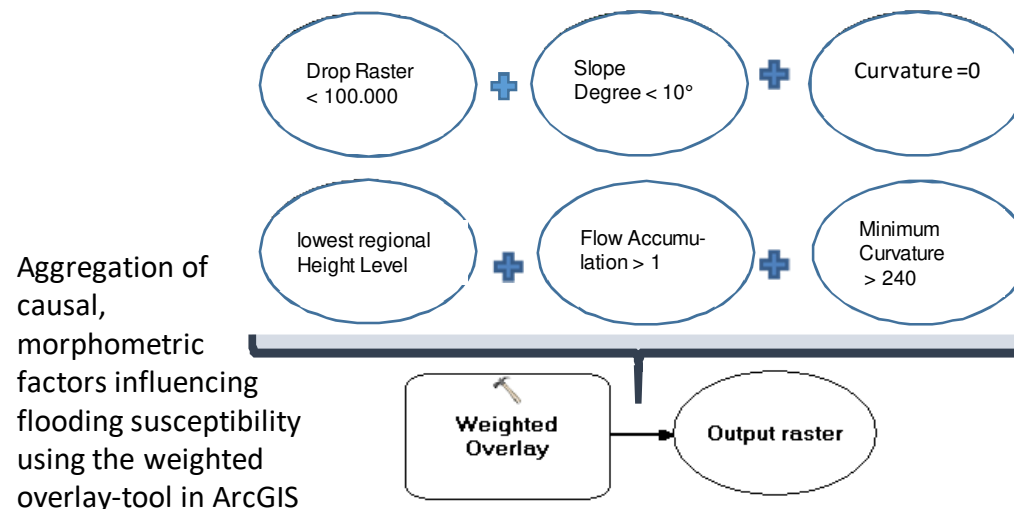 Drop Raster
< 100.000
Slope
Degree < 10°
Curvature =0
lowest regional
Height Level
Flow Accumu-
lation > 1
Minimum
Curvature
> 240
Aggregation of
causal,
morphometric
factors influencing
flooding susceptibility
using the weighted
overlay-tool in ArcGIS
Weighted
Overlay
Output raster